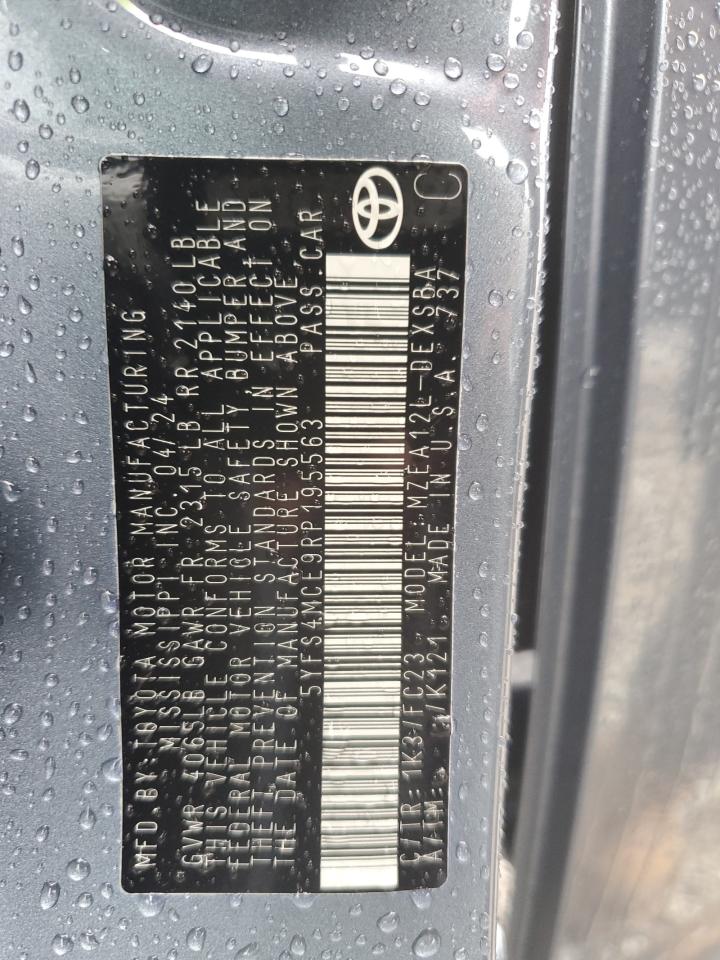 MFD.BY:TOYOTA MOTOR MANUFACTURING
MISSISSIPPI INC. 04/24
GVWR 4065LB GAWR FR 2315LB RR 2140LB
THIS VEHICLE CONFORMS TO ALL APPLICABLE
FEDERAL MOTOR VEHICLE SAFETY BUMPER AND
THEFT PREVENTION STANDARDS IN EFFECT ON
THE DATE OF MANUFACTURE SHOWN ABOVE
5YFS4MCE9RP195563 PASS.CAR
C/TR:1K3 /FC23 MODEL:MZEA12L-DEXSBA
A/TM: /K121 MADE IN U.S.A. 737 C